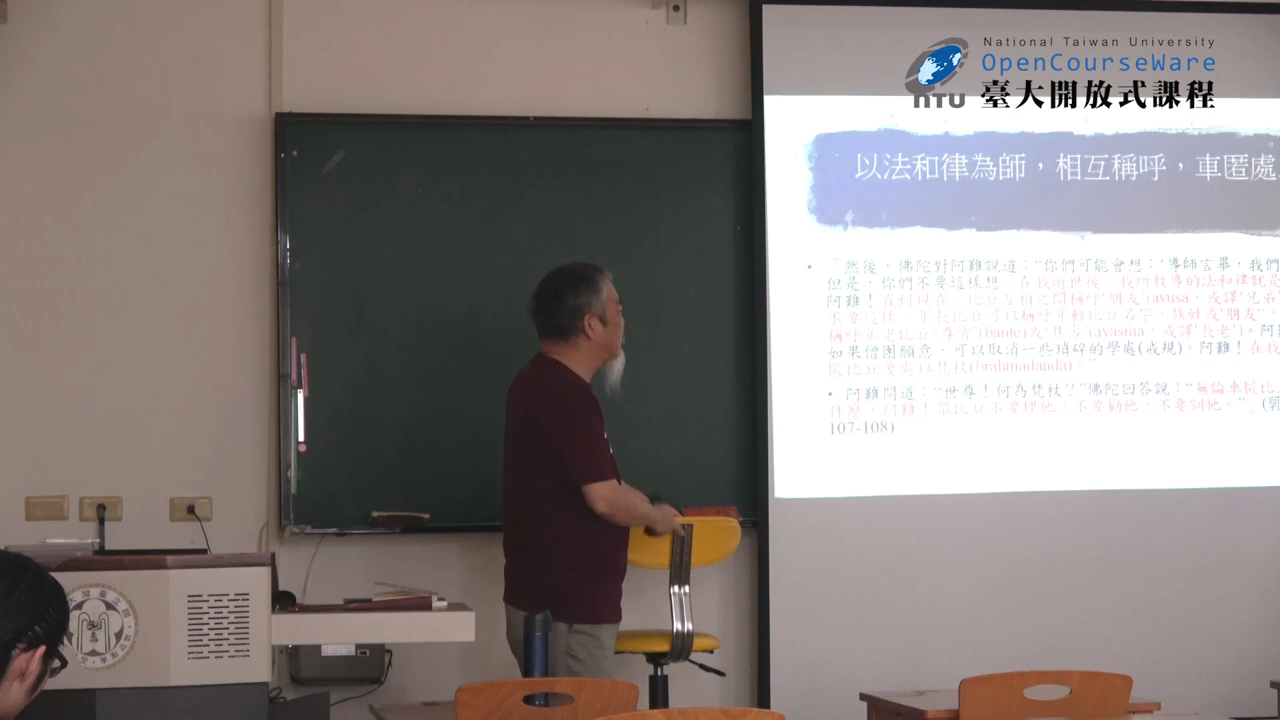 National Taiwan University
OpenCourseWare
NTU 臺大開放式課程
以法和律為師，相互稱呼，車匿處
• 「然後，佛陀對阿難說道："你們可能會想：'導師言畢，我們
但是，你們不要這樣想。在我逝世後，我所教導的法和律就是
阿難！直到現在，比丘互相之間稱呼'朋友'(avusa，或譯'兄弟
不要這樣，年長比丘可以稱呼年輕比丘名字、族姓或'朋友'，
稱呼年老比丘'尊者'(bante)或'具壽'(ayasma，或譯'長老')。阿
如果僧團願意，可以取消一些瑣碎的學處(戒規)。阿難！在我
匿比丘要處以梵杖(brahmadanda)。"
• 阿難問道："世尊！何為梵杖？"佛陀回答說："無論車匿比
什麼，阿難！眾比丘不要理他，不要勸他，不要訓他。"」(郭
107-108)